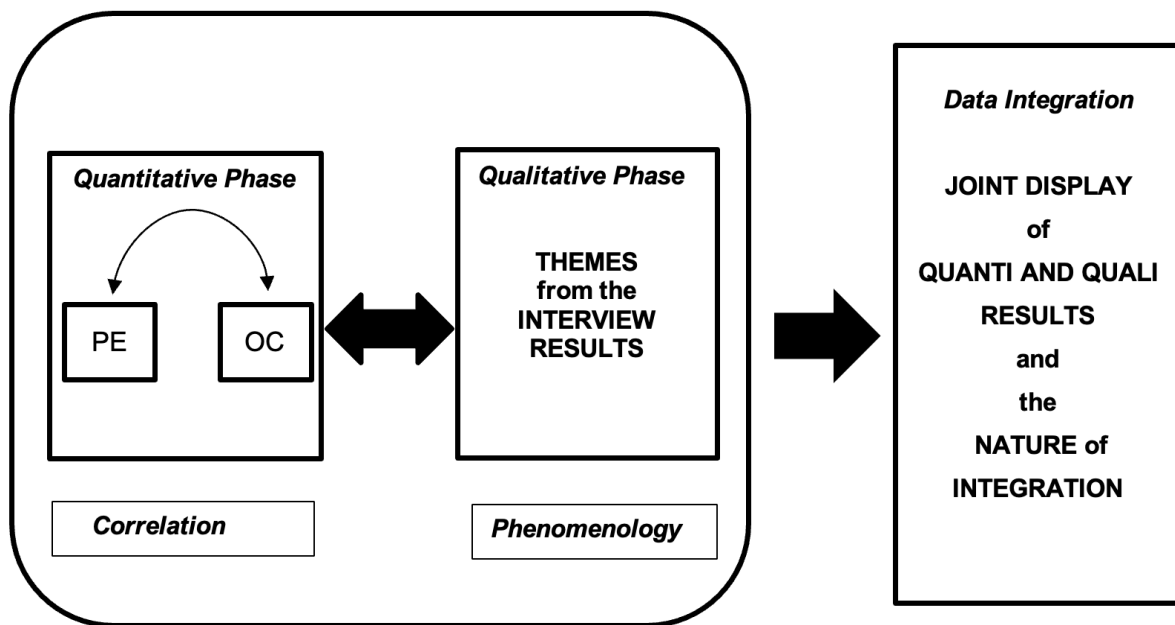 Quantitative Phase
PE
OC
Correlation
Qualitative Phase
THEMES
from the
INTERVIEW
RESULTS
Phenomenology
Data Integration
JOINT DISPLAY
of
QUANTI AND QUALI
RESULTS
and
the
NATURE of
INTEGRATION